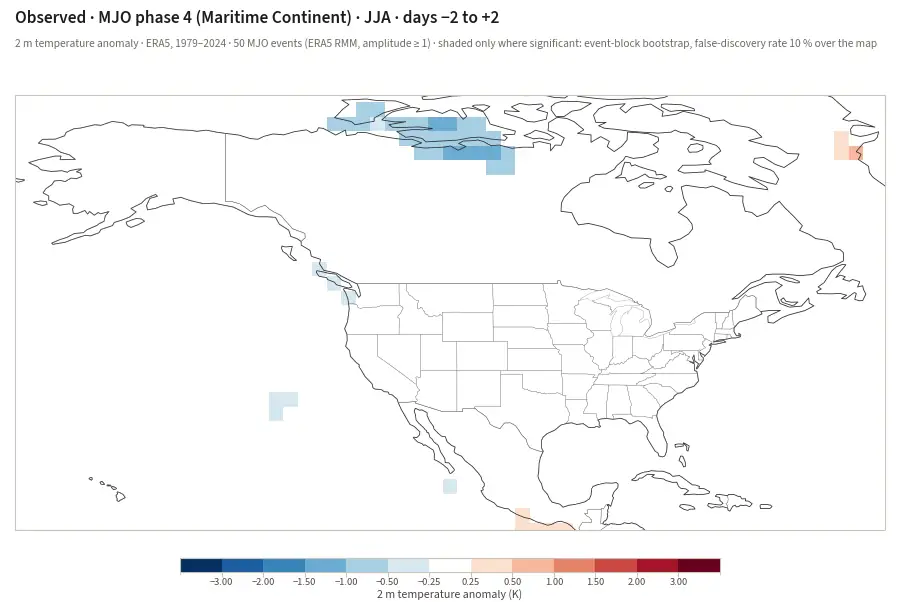 Observed · MJO phase 4 (Maritime Continent) · JJA · days −2 to +2
2 m temperature anomaly · ERA5, 1979–2024 · 50 MJO events (ERA5 RMM, amplitude ≥ 1) · shaded only where significant: event-block bootstrap, false-discovery rate 10 % over the map
−3.00 −2.00 −1.50 −1.00 −0.50 −0.25 0.25 0.50 1.00 1.50 2.00 3.00
2 m temperature anomaly (K)